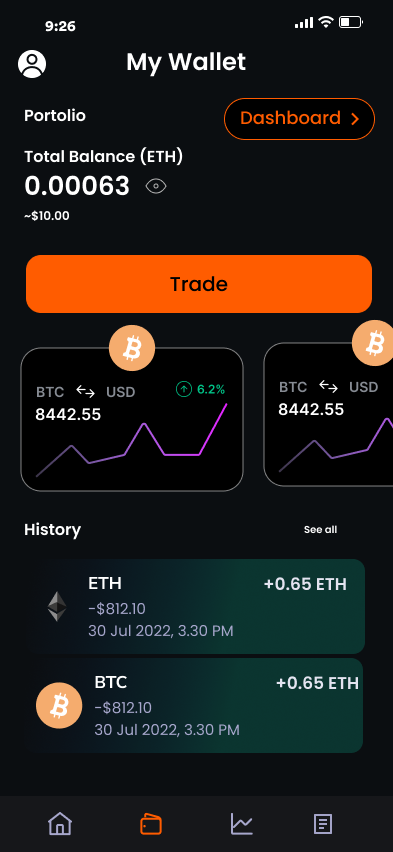 9:26
My Wallet
Portolio
Dashboard
Total Balance (ETH)
0.00063
~$10.00
Trade
BTC USD 6.2%
8442.55
BTC USD
8442.55
History
See all
ETH
+0.65 ETH
-$812.10
30 Jul 2022, 3.30 PM
BTC
+0.65 ETH
-$812.10
30 Jul 2022, 3.30 PM